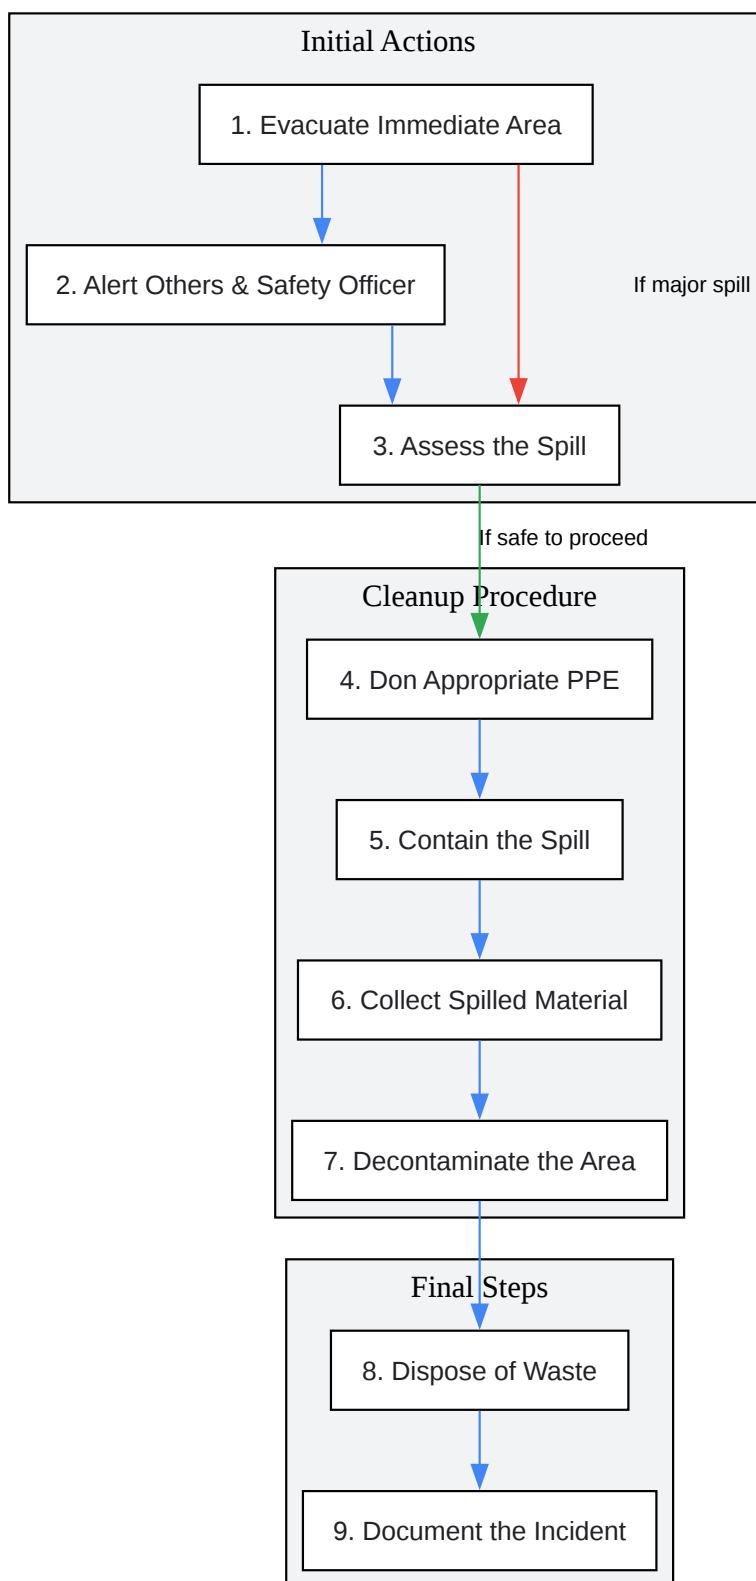 Initial Actions
1. Evacuate Immediate Area
2. Alert Others & Safety Officer
If major spill
3. Assess the Spill
If safe to proceed
Cleanup Procedure
4. Don Appropriate PPE
5. Contain the Spill
6. Collect Spilled Material
7. Decontaminate the Area
Final Steps
8. Dispose of Waste
9. Document the Incident